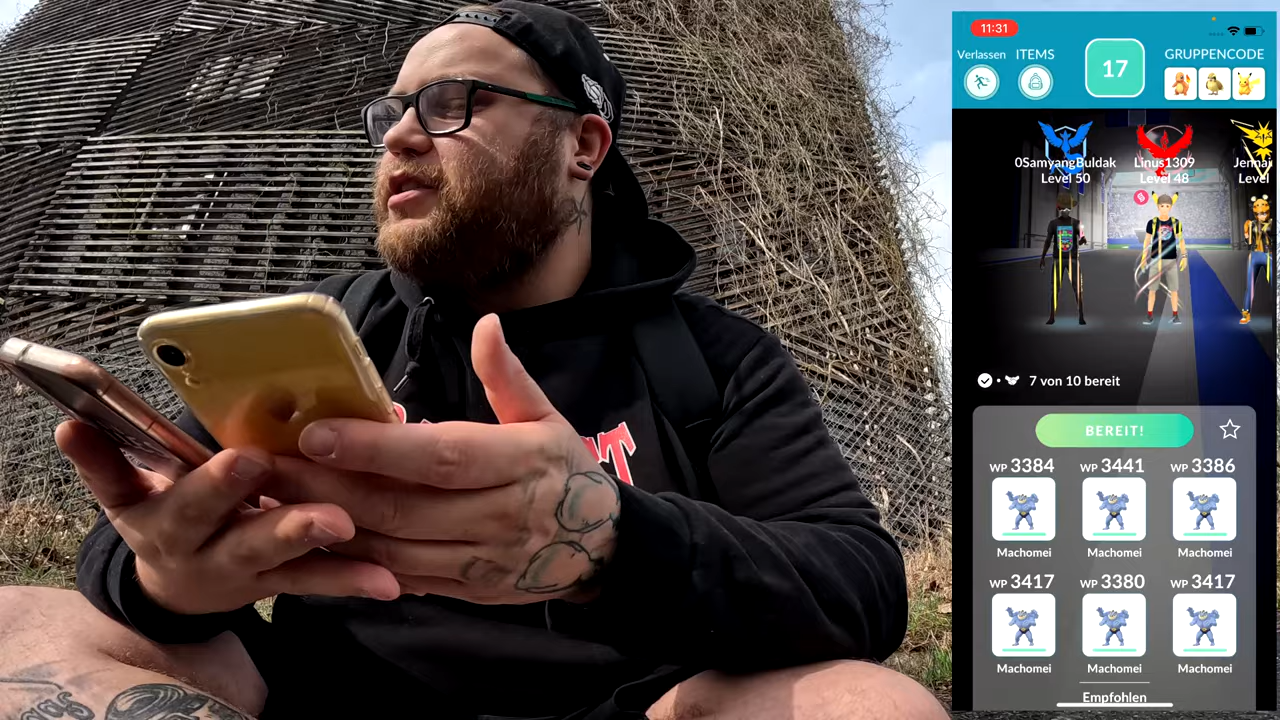 11:31
Verlassen
ITEMS
17
GRUPPENCODE
0SamyangBuldak
Level 50
Linus1309
Level 48
Level
7 von 10 bereit
BEREIT!
WP 3384
WP 3441
WP 3386
Machomei
Machomei
Machomei
WP 3417
WP 3380
WP 3417
Machomei
Machomei
Machomei
Empfohlen